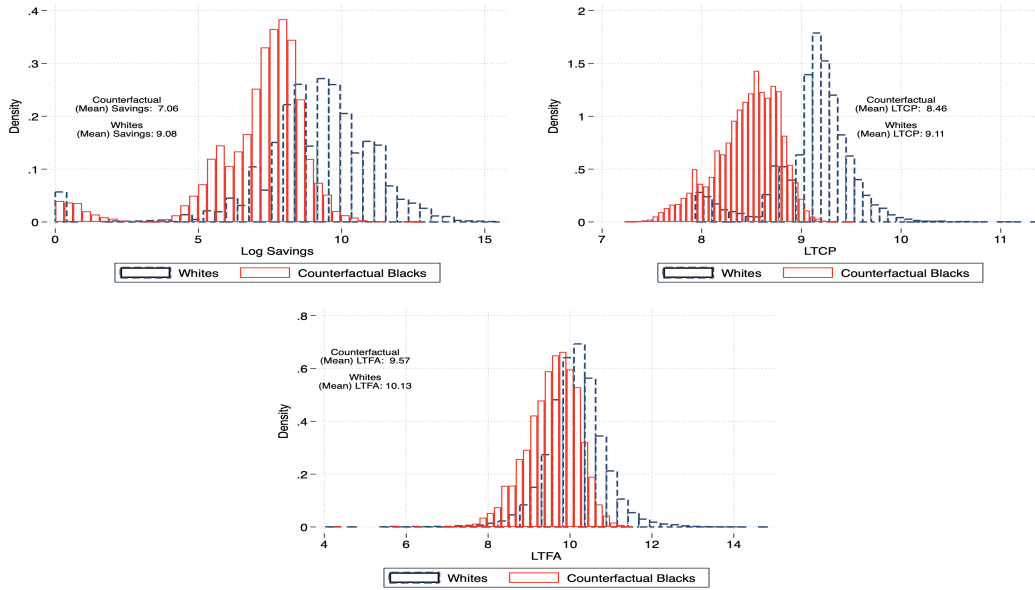 .4
.3
.2
.1
0
Density
Counterfactual
(Mean) Savings: 7.06
Whites
(Mean) Savings: 9.08
0 5 10 15
Log Savings
Whites Counterfactual Blacks
2
1.5
1
.5
0
Density
Counterfactual
(Mean) LTCP: 8.46
Whites
(Mean) LTCP: 9.11
7 8 9 10 11
LTCP
Whites Counterfactual Blacks
.8
.6
.4
.2
0
Density
Counterfactual
(Mean) LTFA: 9.57
Whites
(Mean) LTFA: 10.13
4 6 8 10 12 14
LTFA
Whites Counterfactual Blacks